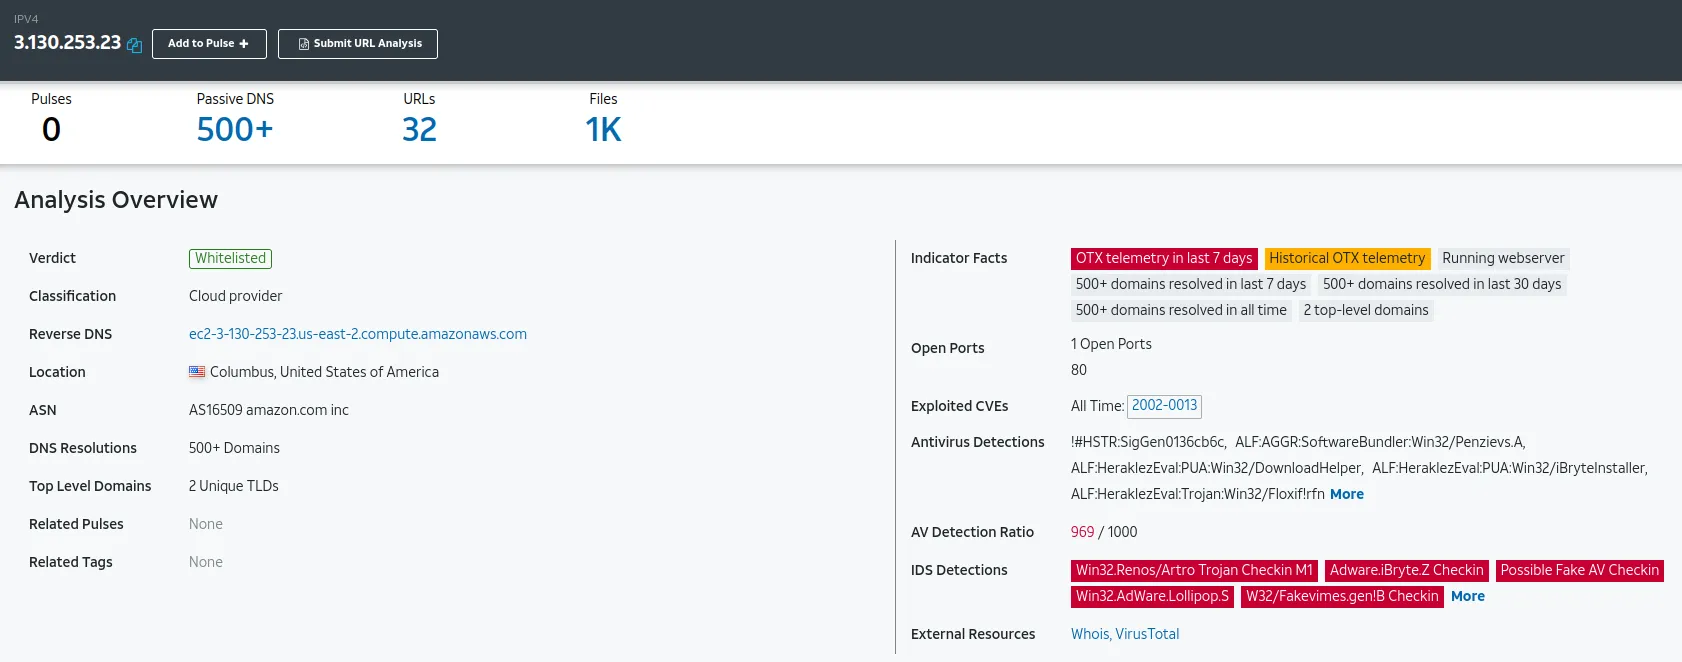 IPV4
3.130.253.23 Add to Pulse + Submit URL Analysis
Pulses Passive DNS URLs Files
0 500+ 32 1K
Analysis Overview
Verdict Whitelisted
Classification Cloud provider
Reverse DNS ec2-3-130-253-23.us-east-2.compute.amazonaws.com
Location Columbus, United States of America
ASN AS16509 amazon.com inc
DNS Resolutions 500+ Domains
Top Level Domains 2 Unique TLDs
Related Pulses None
Related Tags None
Indicator Facts OTX telemetry in last 7 days Historical OTX telemetry Running webserver
500+ domains resolved in last 7 days 500+ domains resolved in last 30 days
500+ domains resolved in all time 2 top-level domains
Open Ports 1 Open Ports
80
Exploited CVEs All Time: 2002-0013
Antivirus Detections !#HSTR:SigGen0136cb6c, ALF:AGGR:SoftwareBundler:Win32/Penzievs.A,
ALF:HeraklezEval:PUA:Win32/DownloadHelper, ALF:HeraklezEval:PUA:Win32/iBryteInstaller,
ALF:HeraklezEval:Trojan:Win32/Floxif!rfn More
AV Detection Ratio 969 / 1000
IDS Detections Win32.Renos/Artro Trojan Checkin M1 Adware.iBryte.Z Checkin Possible Fake AV Checkin
Win32.AdWare.Lollipop.S W32/Fakevimes.gen!B Checkin More
External Resources Whois, VirusTotal